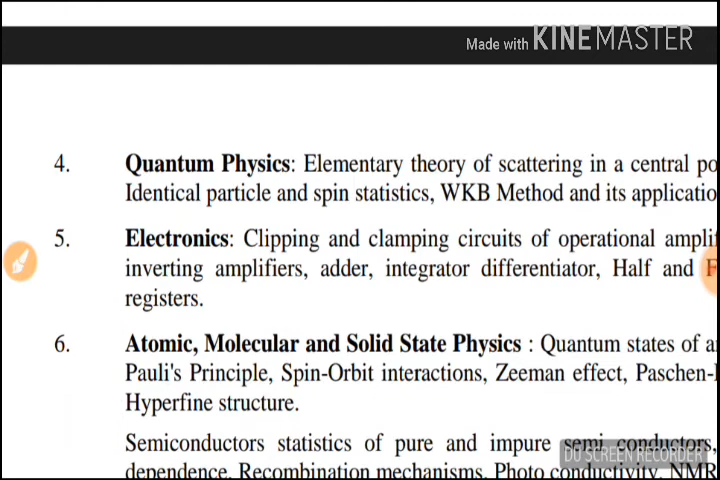 Made with KINEMASTER
4. Quantum Physics: Elementary theory of scattering in a central po
Identical particle and spin statistics, WKB Method and its applicatio
5. Electronics: Clipping and clamping circuits of operational amplif
inverting amplifiers, adder, integrator differentiator, Half and F
registers.
6. Atomic, Molecular and Solid State Physics : Quantum states of a
Pauli's Principle, Spin-Orbit interactions, Zeeman effect, Paschen-
Hyperfine structure.
Semiconductors statistics of pure and impure semi conductors,
DU SCREEN RECORDER
dependence. Recombination mechanisms. Photo conductivity. NMR